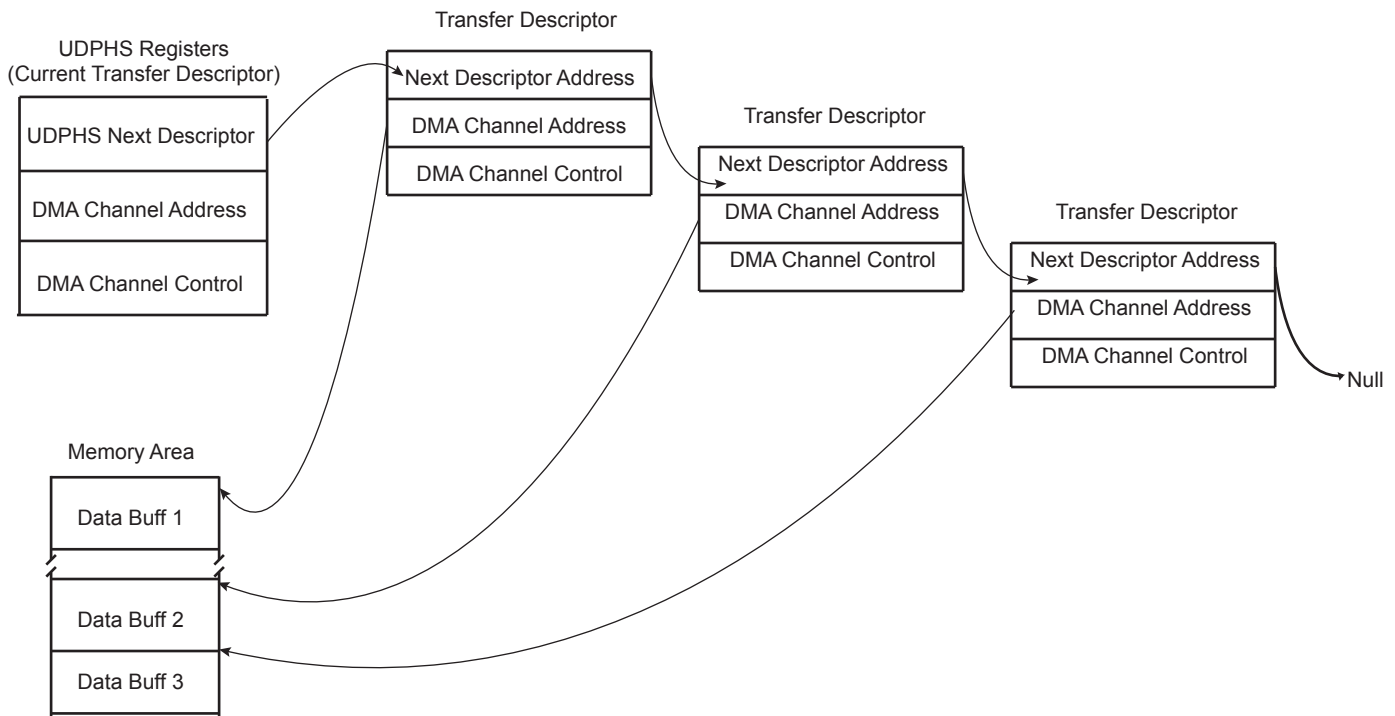 UDPHS Registers
(Current Transfer Descriptor)
UDPHS Next Descriptor
DMA Channel Address
DMA Channel Control
Transfer Descriptor
Next Descriptor Address
DMA Channel Address
DMA Channel Control
Transfer Descriptor
Next Descriptor Address
DMA Channel Address
DMA Channel Control
Transfer Descriptor
Next Descriptor Address
DMA Channel Address
DMA Channel Control
Null
Memory Area
Data Buff 1
Data Buff 2
Data Buff 3